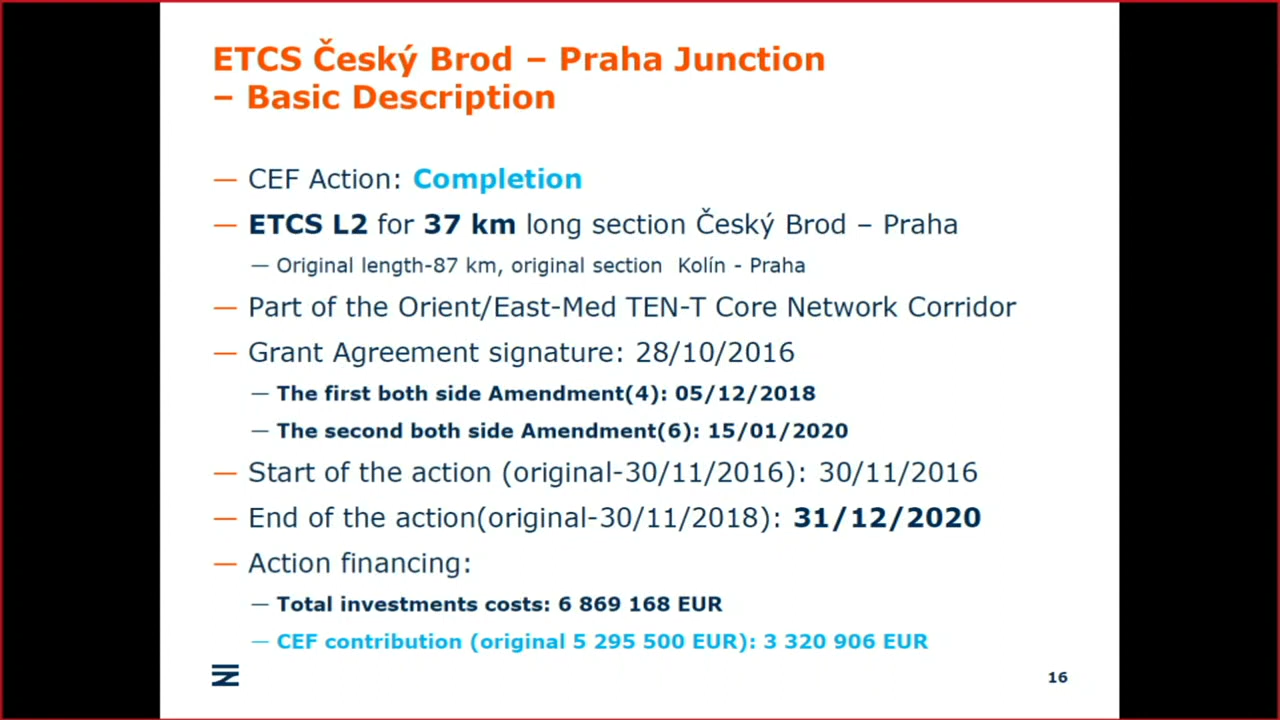 ETCS Český Brod – Praha Junction
– Basic Description
— CEF Action: Completion
— ETCS L2 for 37 km long section Český Brod – Praha
— Original length-87 km, original section Kolín - Praha
— Part of the Orient/East-Med TEN-T Core Network Corridor
— Grant Agreement signature: 28/10/2016
— The first both side Amendment(4): 05/12/2018
— The second both side Amendment(6): 15/01/2020
— Start of the action (original-30/11/2016): 30/11/2016
— End of the action(original-30/11/2018): 31/12/2020
— Action financing:
— Total investments costs: 6 869 168 EUR
— CEF contribution (original 5 295 500 EUR): 3 320 906 EUR
16